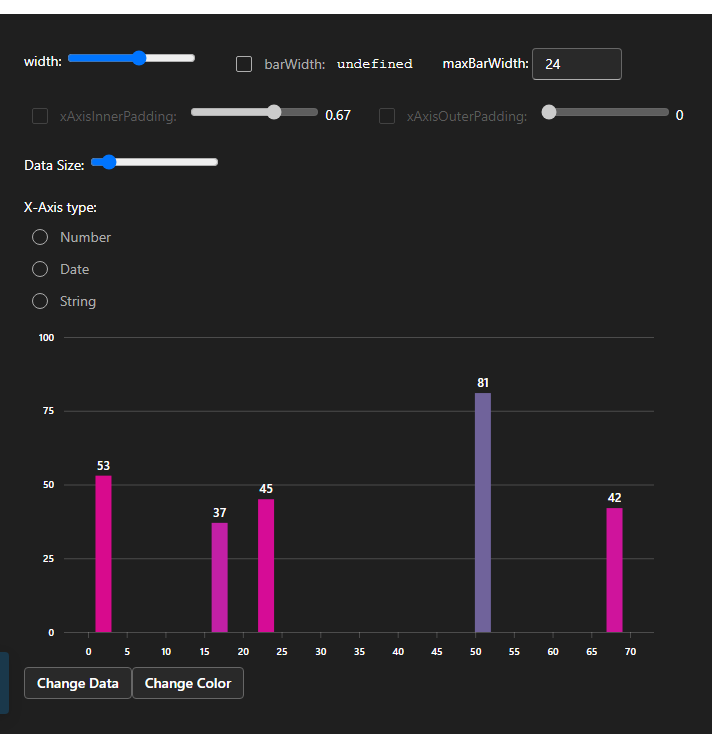 width: barWidth: undefined maxBarWidth: 24
xAxisInnerPadding: 0.67 xAxisOuterPadding: 0
Data Size:
X-Axis type:
Number
Date
String
100
81
75
53
50
45
42
37
25
0
0 5 10 15 20 25 30 35 40 45 50 55 60 65 70
Change Data Change Color